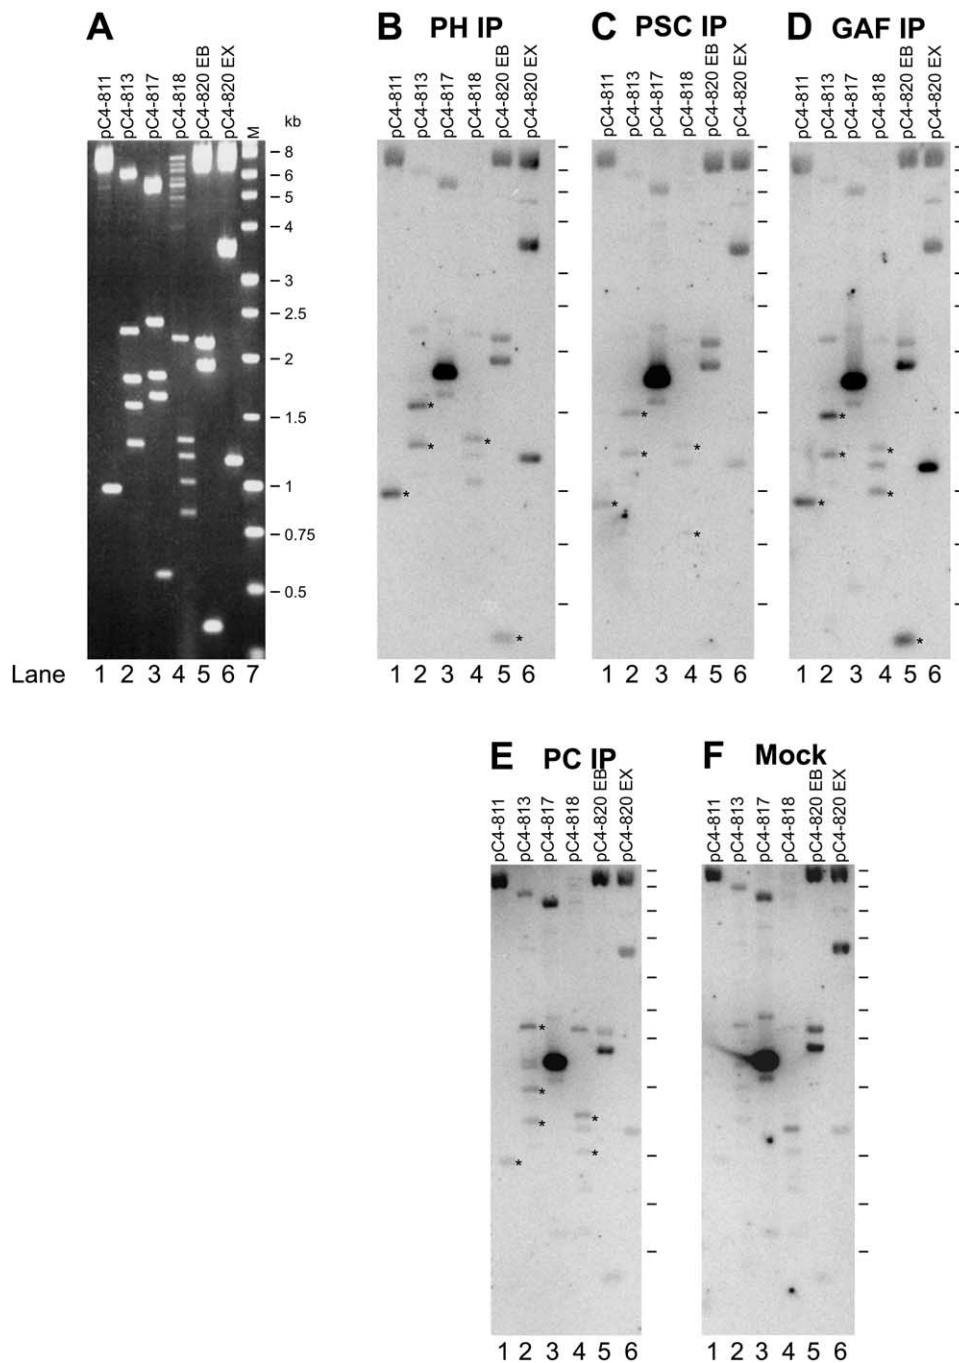 A
pC4-811
pC4-813
pC4-817
pC4-818
pC4-820 EB
pC4-820 EX
M
kb
8
6
5
4
3
2.5
2
1.5
1
0.75
0.5
B PH IP
pC4-811
pC4-813
pC4-817
pC4-818
pC4-820 EB
pC4-820 EX
* * * * *
C PSC IP
pC4-811
pC4-813
pC4-817
pC4-818
pC4-820 EB
pC4-820 EX
* * * * *
D GAF IP
pC4-811
pC4-813
pC4-817
pC4-818
pC4-820 EB
pC4-820 EX
* * * * * *
Lane 1 2 3 4 5 6 7
1 2 3 4 5 6
1 2 3 4 5 6
1 2 3 4 5 6
E PC IP
pC4-811
pC4-813
pC4-817
pC4-818
pC4-820 EB
pC4-820 EX
* * * * * *
F Mock
pC4-811
pC4-813
pC4-817
pC4-818
pC4-820 EB
pC4-820 EX
1 2 3 4 5 6
1 2 3 4 5 6